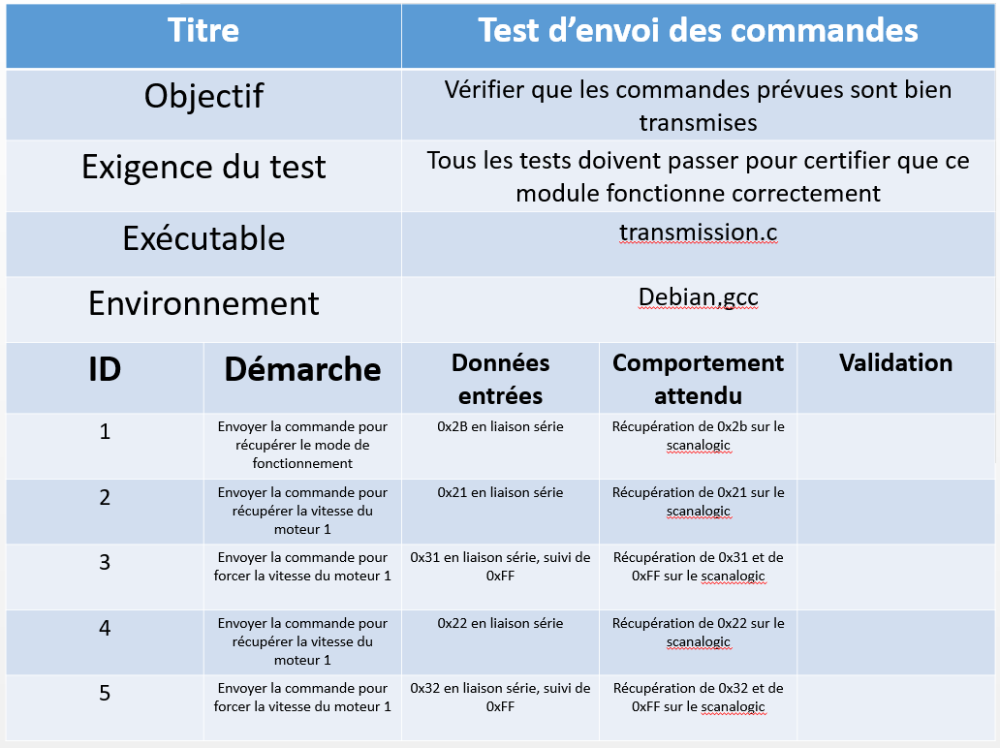 Titre
Test d’envoi des commandes
Objectif
Vérifier que les commandes prévues sont bien
transmises
Exigence du test
Tous les tests doivent passer pour certifier que ce
module fonctionne correctement
Exécutable
transmission.c
Environnement
Debian,gcc
ID
Démarche
Données
entrées
Comportement
attendu
Validation
1
Envoyer la commande pour
récupérer le mode de
fonctionnement
0x2B en liaison série
Récupération de 0x2b sur le
scanalogic
2
Envoyer la commande pour
récupérer la vitesse du
moteur 1
0x21 en liaison série
Récupération de 0x21 sur le
scanalogic
3
Envoyer la commande pour
forcer la vitesse du moteur 1
0x31 en liaison série, suivi de
0xFF
Récupération de 0x31 et de
0xFF sur le scanalogic
4
Envoyer la commande pour
récupérer la vitesse du
moteur 1
0x22 en liaison série
Récupération de 0x22 sur le
scanalogic
5
Envoyer la commande pour
forcer la vitesse du moteur 1
0x32 en liaison série, suivi de
0xFF
Récupération de 0x32 et de
0xFF sur le scanalogic